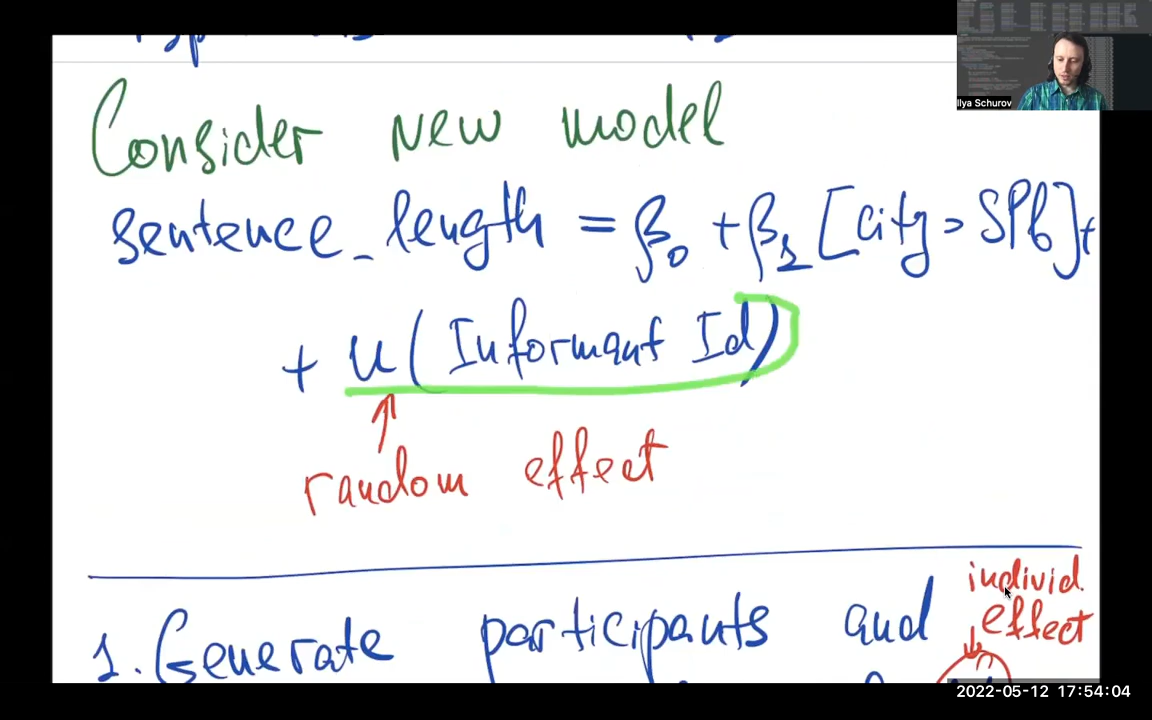 Ilya Schurov
Consider new model
sentence_length = β₀ + β₁ [City = SPb] +
+ u (Informant Id)
random effect
individ.
effect
1. Generate participants and
2022-05-12 17:54:04